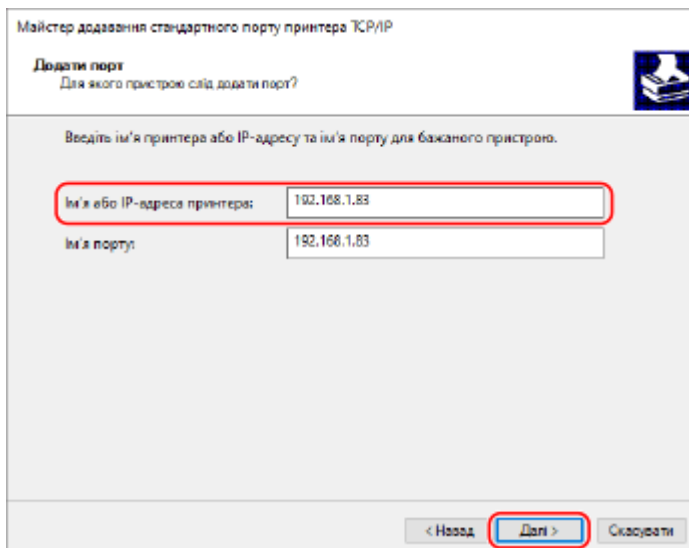 Майстер додавання стандартного порту принтера TCP/IP
Додати порт
Для якого пристрою слід додати порт?
Введіть ім'я принтера або IP-адресу та ім'я порту для бажаного пристрою.
Ім'я або IP-адреса принтера: 192.168.1.83
Ім'я порту: 192.168.1.83
< Назад Далі > Скасувати